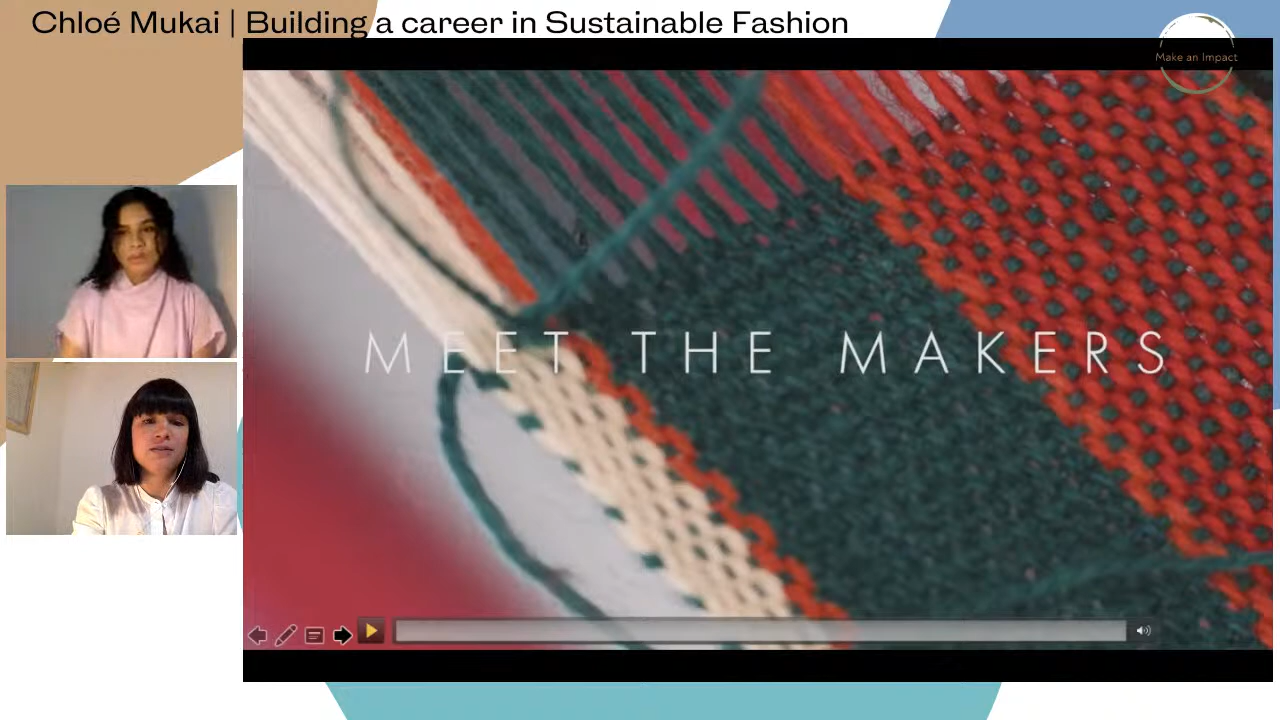 Chloé Mukai | Building a career in Sustainable Fashion
Make an Impact
MEET THE MAKERS